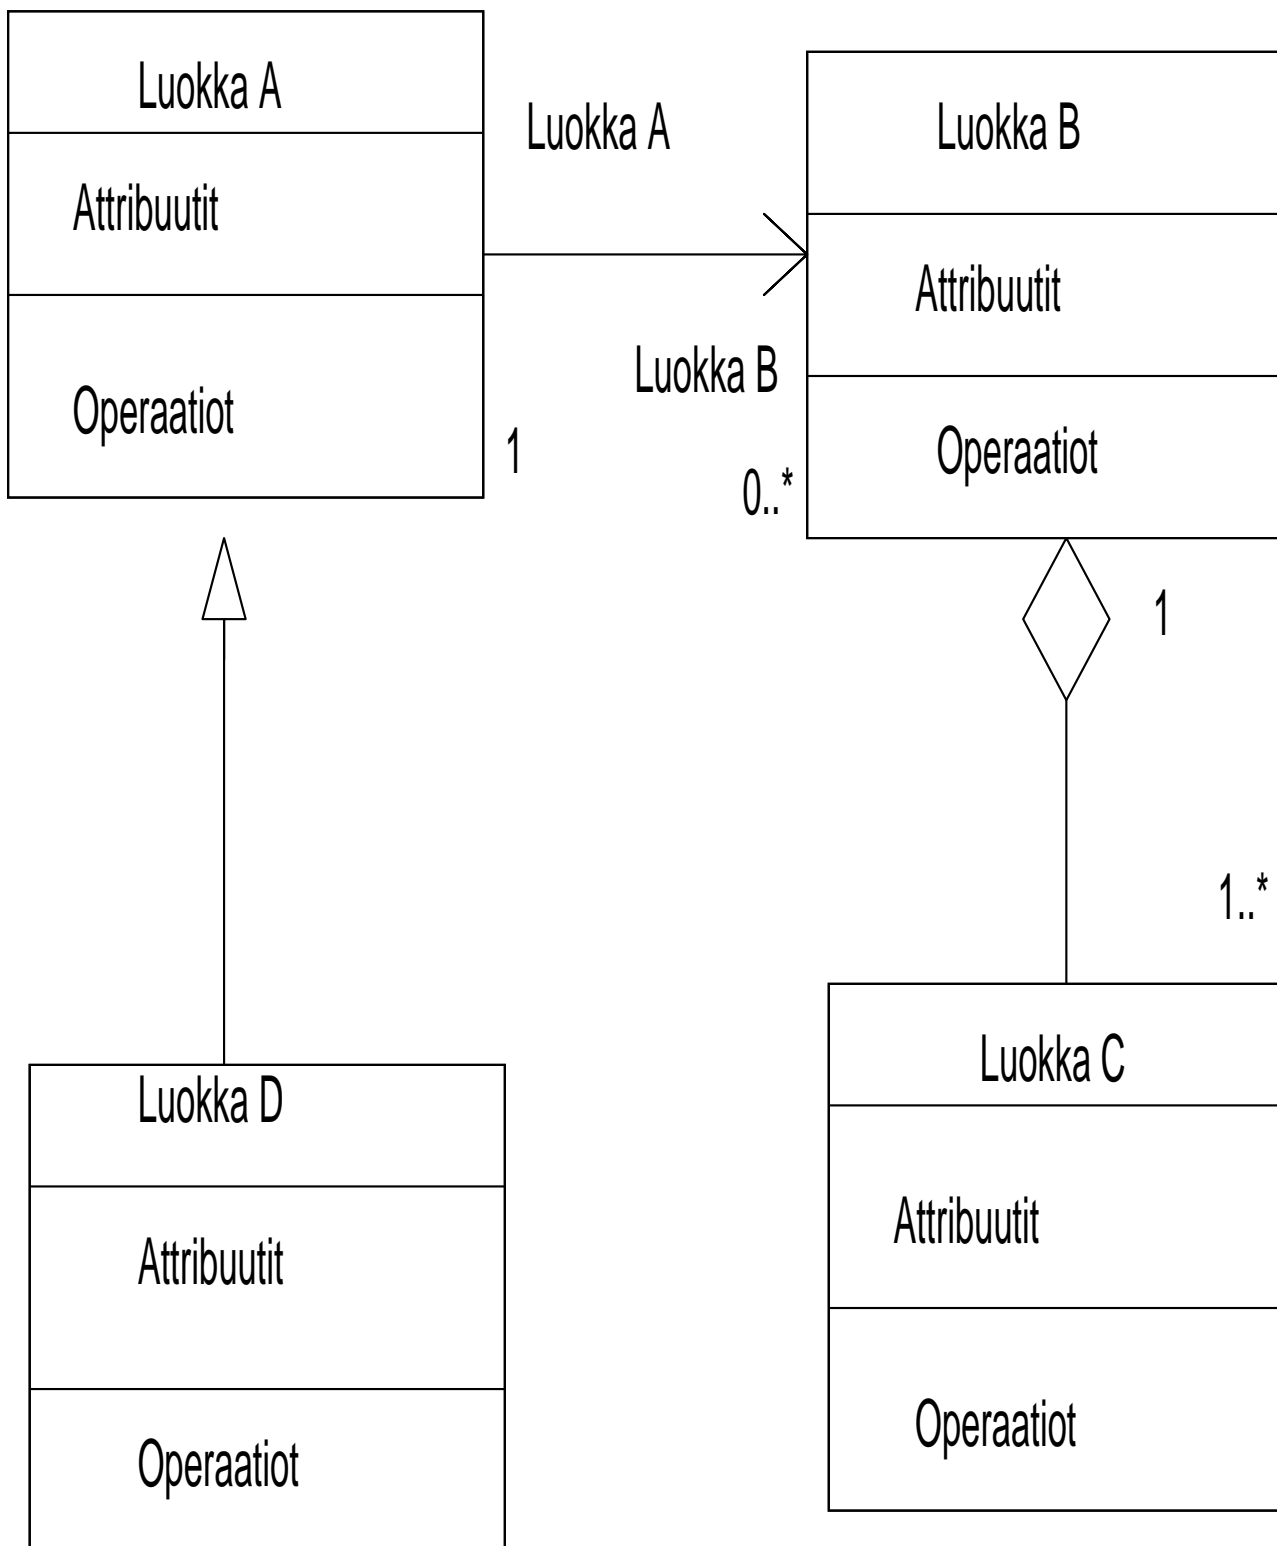 Luokka A
Attribuutit
Operaatiot
Luokka A
Luokka B
1
0..*
Luokka B
Attribuutit
Operaatiot
1
1..*
Luokka D
Attribuutit
Operaatiot
Luokka C
Attribuutit
Operaatiot